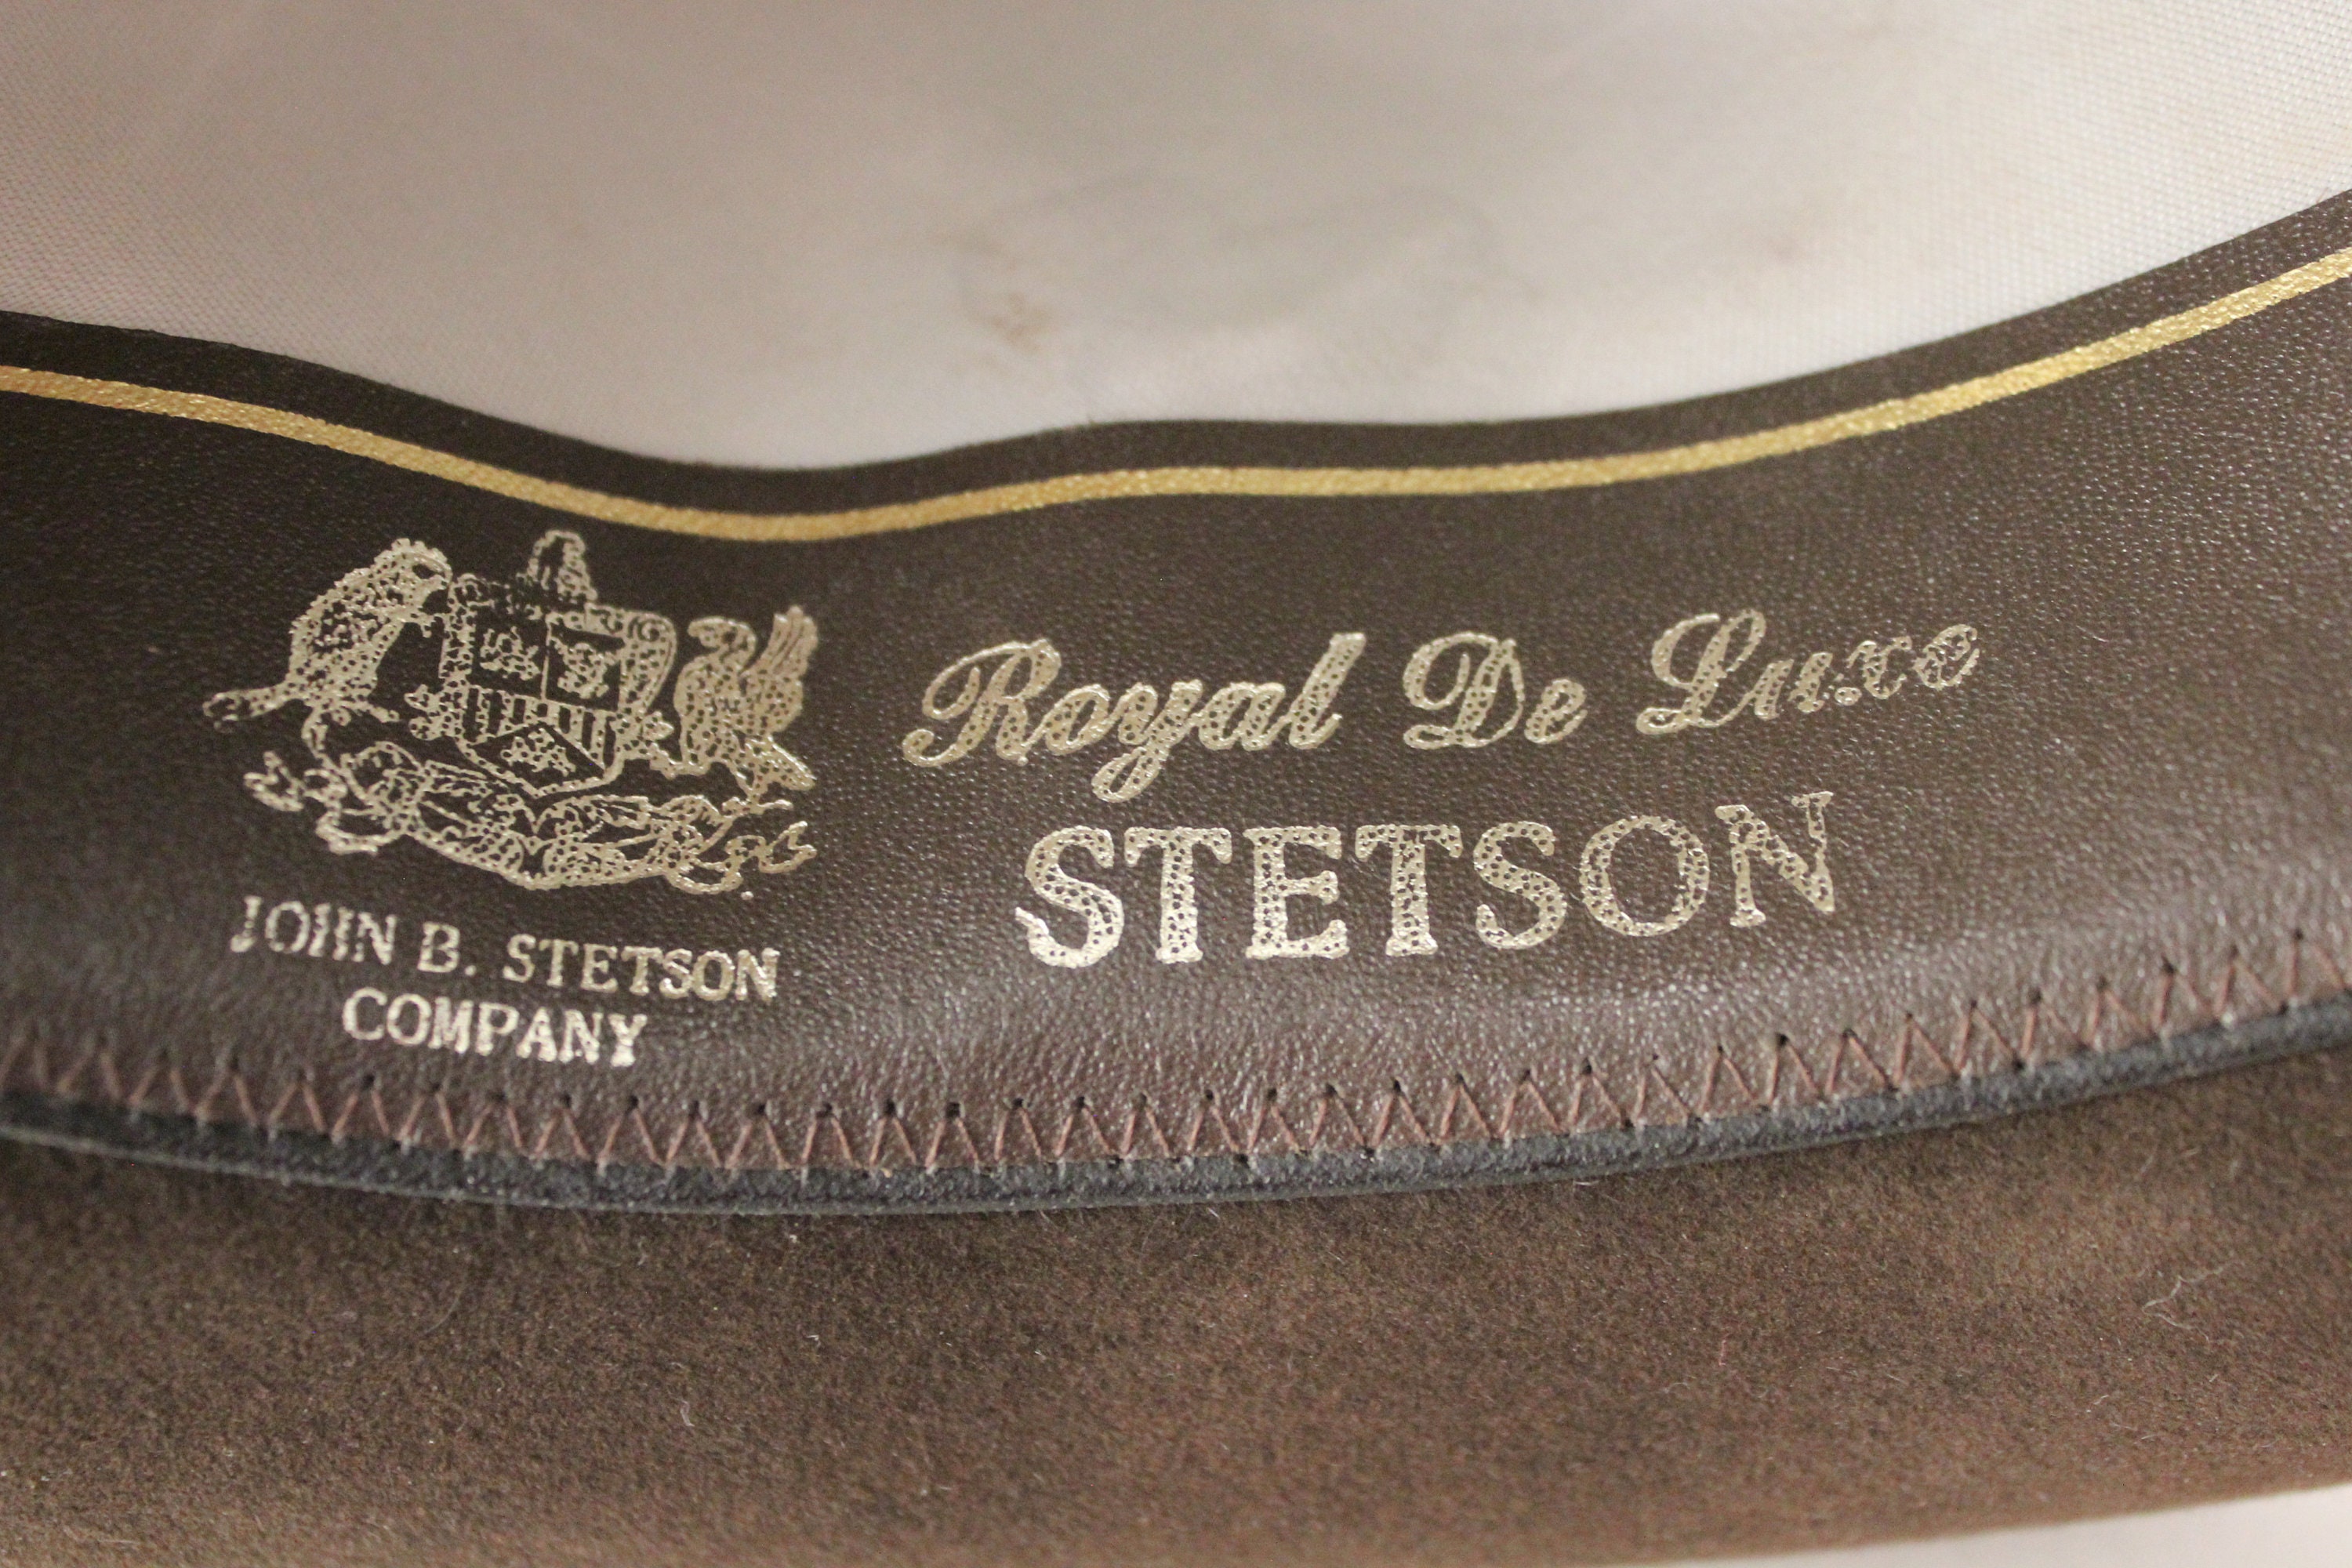 Royal De Luxe
STETSON
JOHN B. STETSON
COMPANY